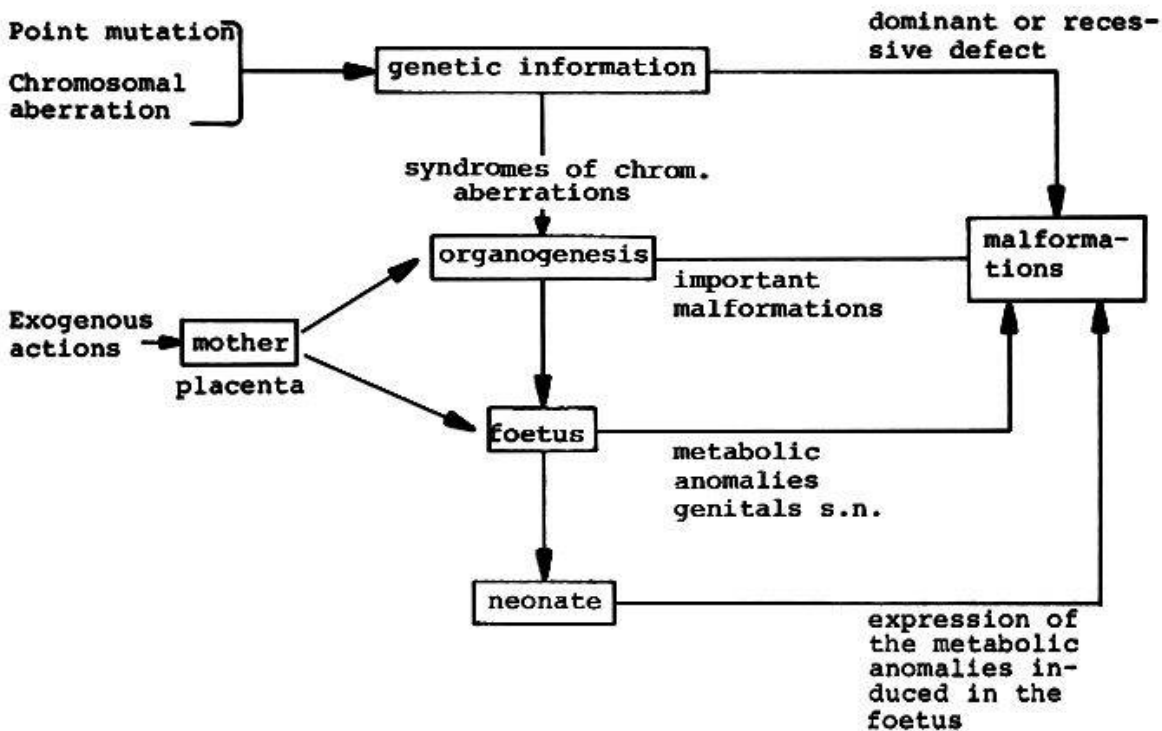 Point mutation
Chromosomal
aberration
genetic information
dominant or reces-
sive defect
syndromes of chrom.
aberrations
organogenesis
important
malformations
malforma-
tions
Exogenous
actions
mother
placenta
foetus
metabolic
anomalies
genitals s.n.
neonate
expression of
the metabolic
anomalies in-
duced in the
foetus